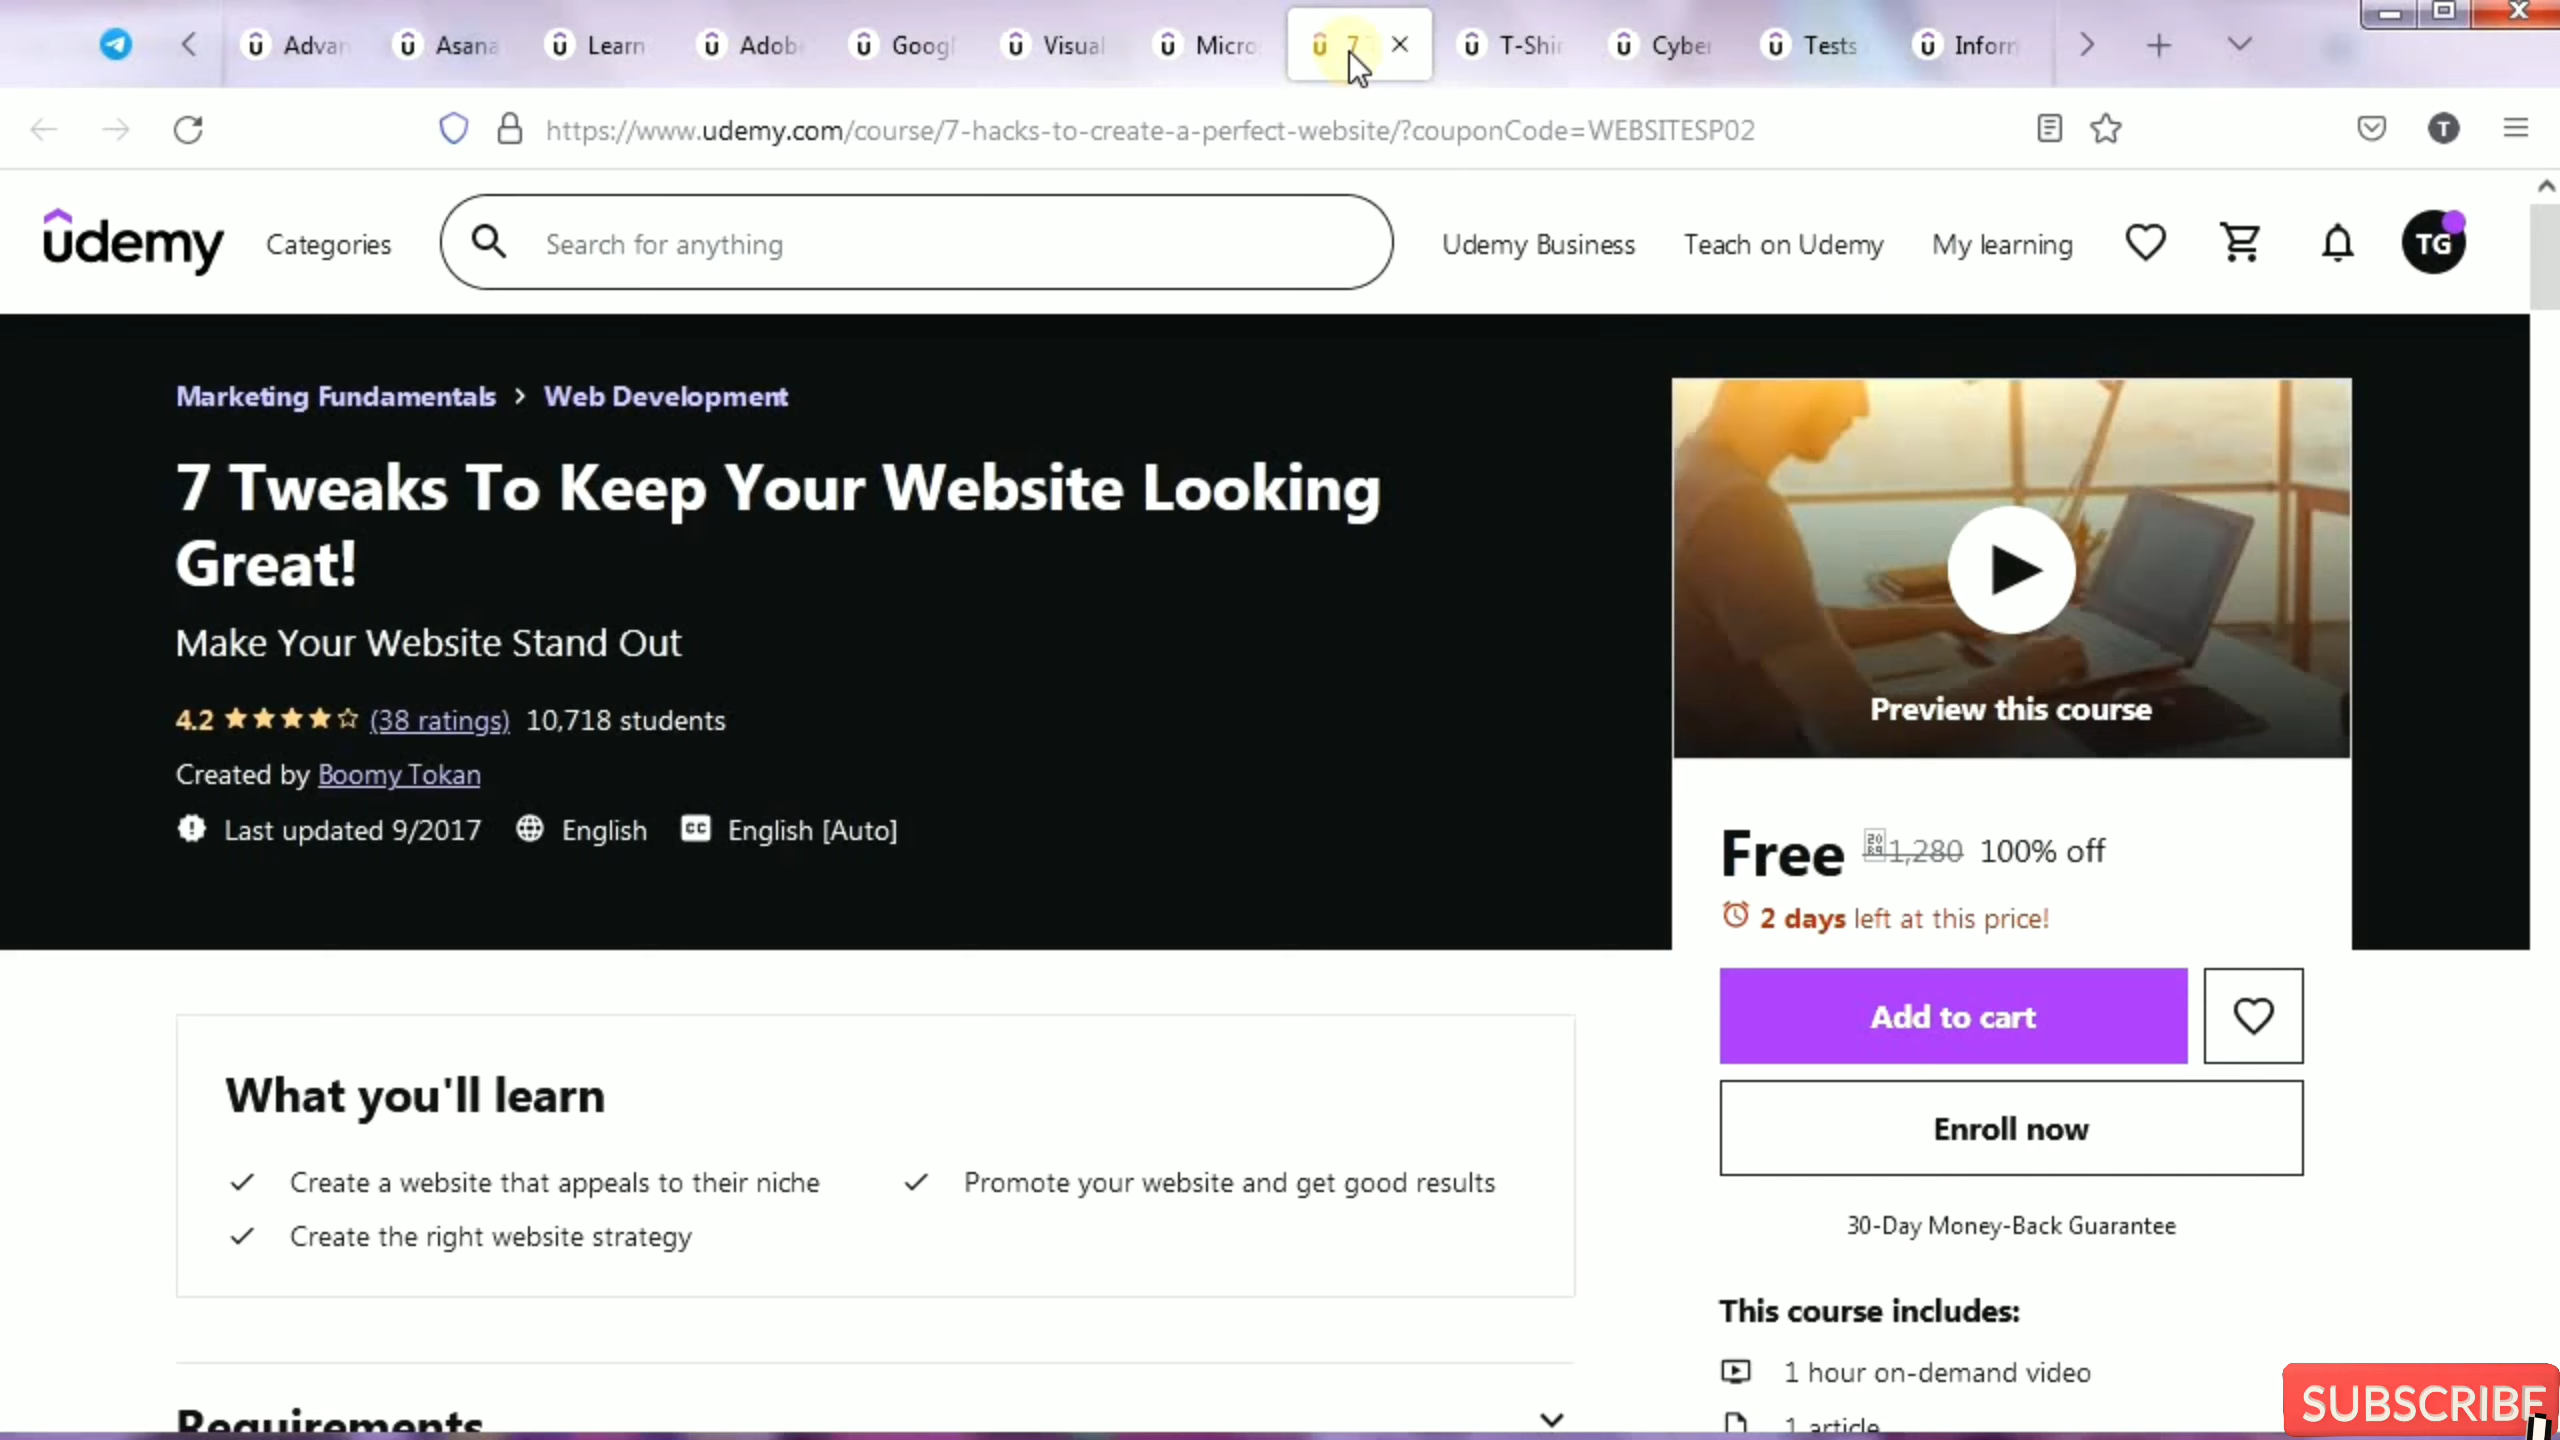 Advan
Asana
Learn
Adob
Googl
Visual
Micro
7
T-Shir
Cyber
Tests
Inform
https://www.udemy.com/course/7-hacks-to-create-a-perfect-website/?couponCode=WEBSITESP02
T
udemy
Categories
Search for anything
Udemy Business
Teach on Udemy
My learning
TG
Marketing Fundamentals > Web Development
7 Tweaks To Keep Your Website Looking
Great!
Make Your Website Stand Out
4.2 (38 ratings) 10,718 students
Created by Boomy Tokan
Last updated 9/2017 English CC English [Auto]
Preview this course
Free 1,280 100% off
2 days left at this price!
Add to cart
Enroll now
30-Day Money-Back Guarantee
What you'll learn
Create a website that appeals to their niche
Promote your website and get good results
Create the right website strategy
This course includes:
1 hour on-demand video
1 article
Requirements
SUBSCRIBE